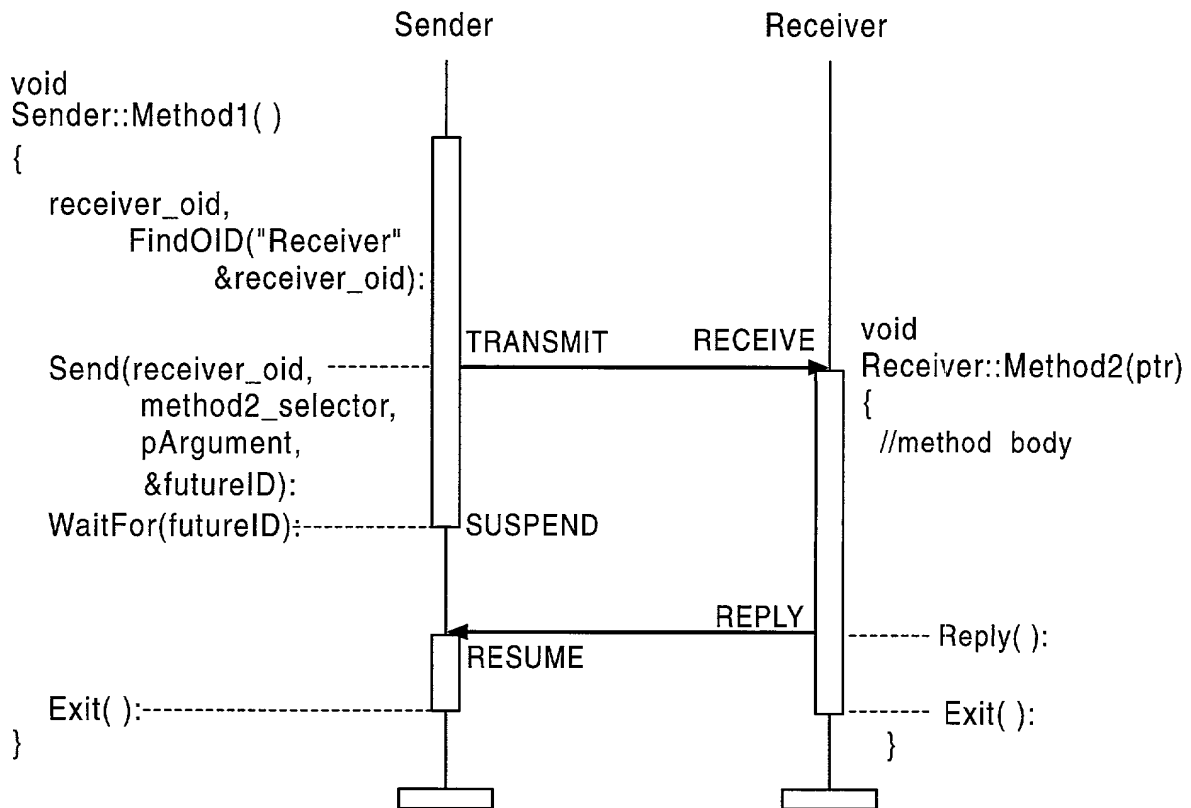 Sender
Receiver
void
Sender::Method1( )
{
receiver_oid,
FindOID("Receiver"
&receiver_oid):
TRANSMIT
RECEIVE
void
Receiver::Method2(ptr)
{
//method body
Send(receiver_oid,
method2_selector,
pArgument,
&futureID):
WaitFor(futureID):
SUSPEND
REPLY
Reply( ):
RESUME
Exit( ):
Exit( ):
}
}